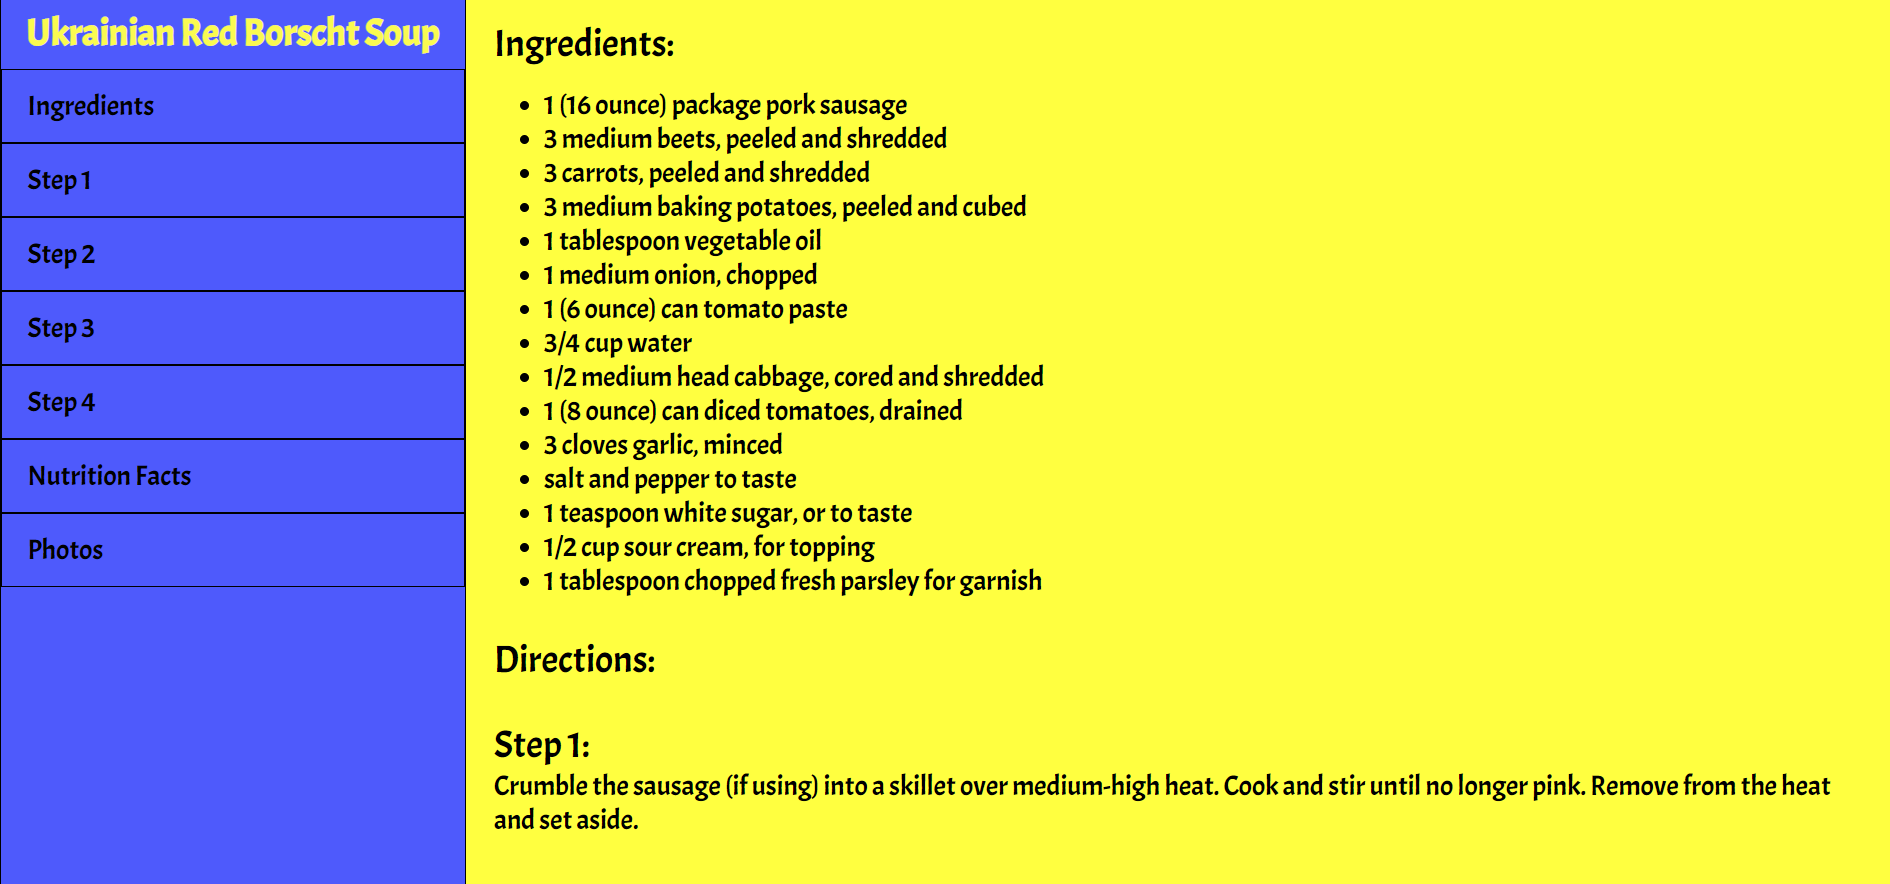 Ukrainian Red Borscht Soup
Ingredients
Step 1
Step 2
Step 3
Step 4
Nutrition Facts
Photos
Ingredients:
1 (16 ounce) package pork sausage
3 medium beets, peeled and shredded
3 carrots, peeled and shredded
3 medium baking potatoes, peeled and cubed
1 tablespoon vegetable oil
1 medium onion, chopped
1 (6 ounce) can tomato paste
3/4 cup water
1/2 medium head cabbage, cored and shredded
1 (8 ounce) can diced tomatoes, drained
3 cloves garlic, minced
salt and pepper to taste
1 teaspoon white sugar, or to taste
1/2 cup sour cream, for topping
1 tablespoon chopped fresh parsley for garnish
Directions:
Step 1:
Crumble the sausage (if using) into a skillet over medium-high heat. Cook and stir until no longer pink. Remove from the heat
and set aside.